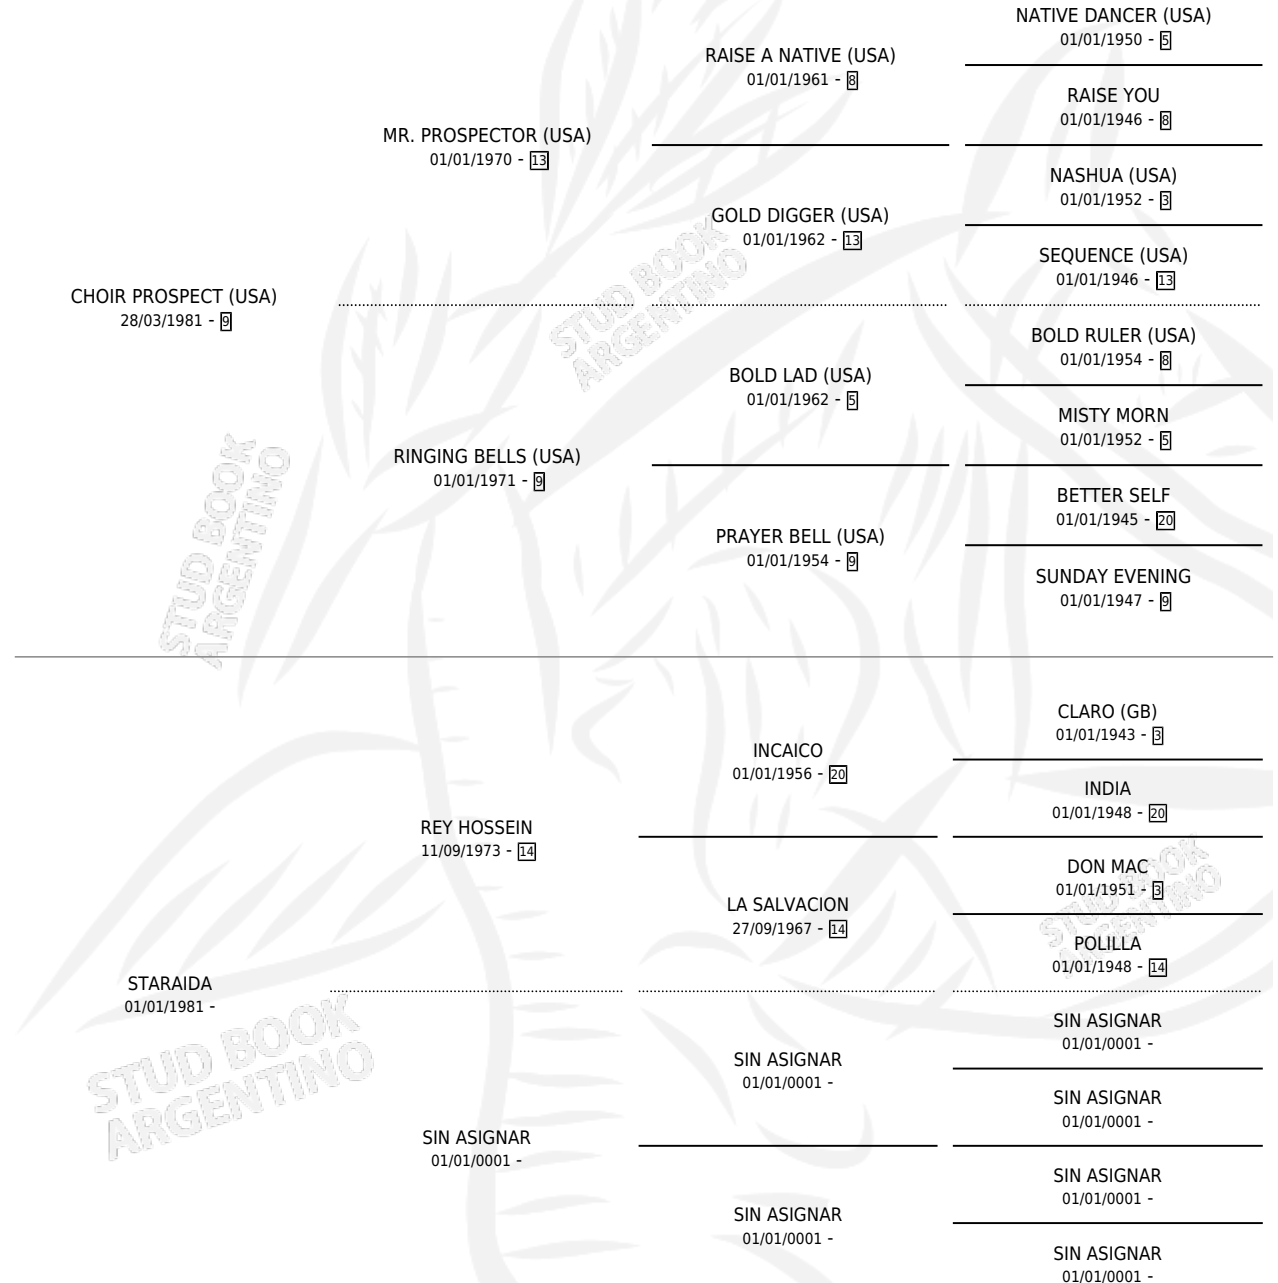 NATIVE DANCER (USA)
01/01/1950 - 5
RAISE A NATIVE (USA)
01/01/1961 - 8
RAISE YOU
01/01/1946 - 8
MR. PROSPECTOR (USA)
01/01/1970 - 13
NASHUA (USA)
01/01/1952 - 3
GOLD DIGGER (USA)
01/01/1962 - 13
SEQUENCE (USA)
01/01/1946 - 13
CHOIR PROSPECT (USA)
28/03/1981 - 9
BOLD RULER (USA)
01/01/1954 - 8
BOLD LAD (USA)
01/01/1962 - 5
MISTY MORN
01/01/1952 - 5
RINGING BELLS (USA)
01/01/1971 - 9
BETTER SELF
01/01/1945 - 20
PRAYER BELL (USA)
01/01/1954 - 9
SUNDAY EVENING
01/01/1947 - 9
CLARO (GB)
01/01/1943 - 3
INCAICO
01/01/1956 - 20
INDIA
01/01/1948 - 20
REY HOSSEIN
11/09/1973 - 14
DON MAC
01/01/1951 - 3
LA SALVACION
27/09/1967 - 14
POLILLA
01/01/1948 - 14
STARAIDA
01/01/1981 -
SIN ASIGNAR
01/01/0001 -
SIN ASIGNAR
01/01/0001 -
SIN ASIGNAR
01/01/0001 -
SIN ASIGNAR
01/01/0001 -
SIN ASIGNAR
01/01/0001 -
SIN ASIGNAR
01/01/0001 -
SIN ASIGNAR
01/01/0001 -
STUD BOOK
ARGENTINO
STUD BOOK
ARGENTINO
STUD BOOK
ARGENTINO
STUD BOOK
ARGENTINO